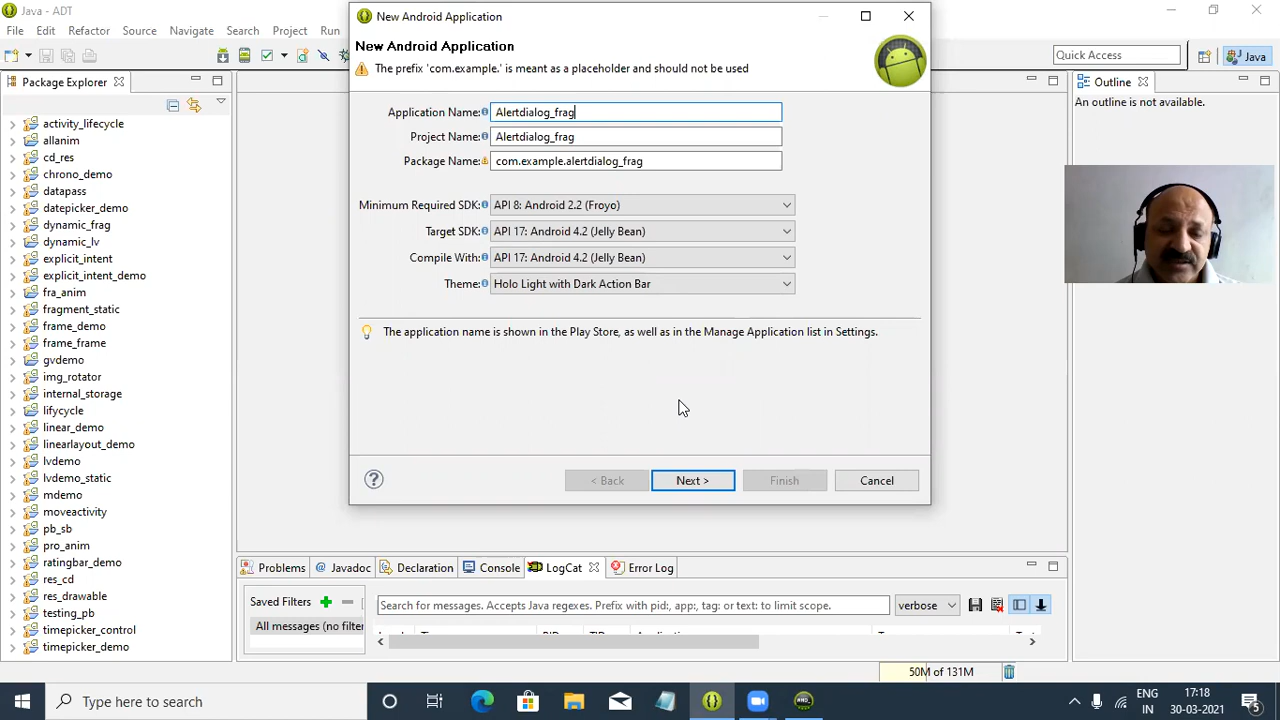 Java - ADT
File Edit Refactor Source Navigate Search Project Run
Quick Access
Java
New Android Application
New Android Application
The prefix 'com.example.' is meant as a placeholder and should not be used
Application Name: Alertdialog_frag
Project Name: Alertdialog_frag
Package Name: com.example.alertdialog_frag
Minimum Required SDK: API 8: Android 2.2 (Froyo)
Target SDK: API 17: Android 4.2 (Jelly Bean)
Compile With: API 17: Android 4.2 (Jelly Bean)
Theme: Holo Light with Dark Action Bar
The application name is shown in the Play Store, as well as in the Manage Application list in Settings.
< Back Next > Finish Cancel
Package Explorer
activity_lifecycle
allanim
cd_res
chrono_demo
datapass
datepicker_demo
dynamic_frag
dynamic_lv
explicit_intent
explicit_intent_demo
fra_anim
fragment_static
frame_demo
frame_frame
gvdemo
img_rotator
internal_storage
lifycycle
linear_demo
linearlayout_demo
lvdemo
lvdemo_static
mdemo
moveactivity
pb_sb
pro_anim
ratingbar_demo
res_cd
res_drawable
testing_pb
timepicker_control
timepicker_demo
Outline
An outline is not available.
Problems @ Javadoc Declaration Console LogCat Error Log
Saved Filters
All messages (no filter
Search for messages. Accepts Java regexes. Prefix with pid:, app:, tag: or text: to limit scope.
verbose
50M of 131M
Type here to search
ENG
IN
17:18
30-03-2021
5